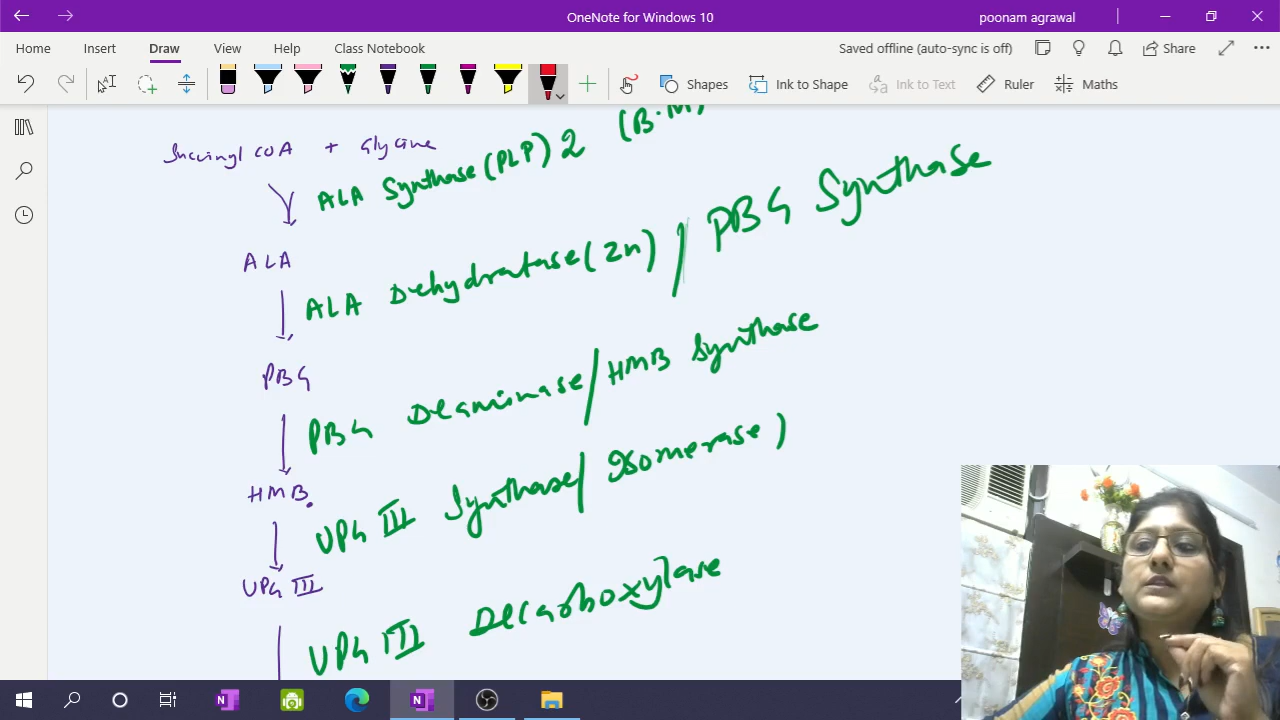 OneNote for Windows 10
poonam agrawal
Home Insert Draw View Help Class Notebook
Saved offline (auto-sync is off)
Share
Shapes Ink to Shape Ink to Text Ruler Maths
(B.M)
Succinyl COA + Glycine
ALA Synthase (PLP) 2
PBG Synthase
ALA
ALA Dehydratase (Zn) /
PBG
PBG Deaminase / HMB Synthase
HMB.
UPG III Synthase / Isomerase )
UPG III
UPG III Decarboxylase